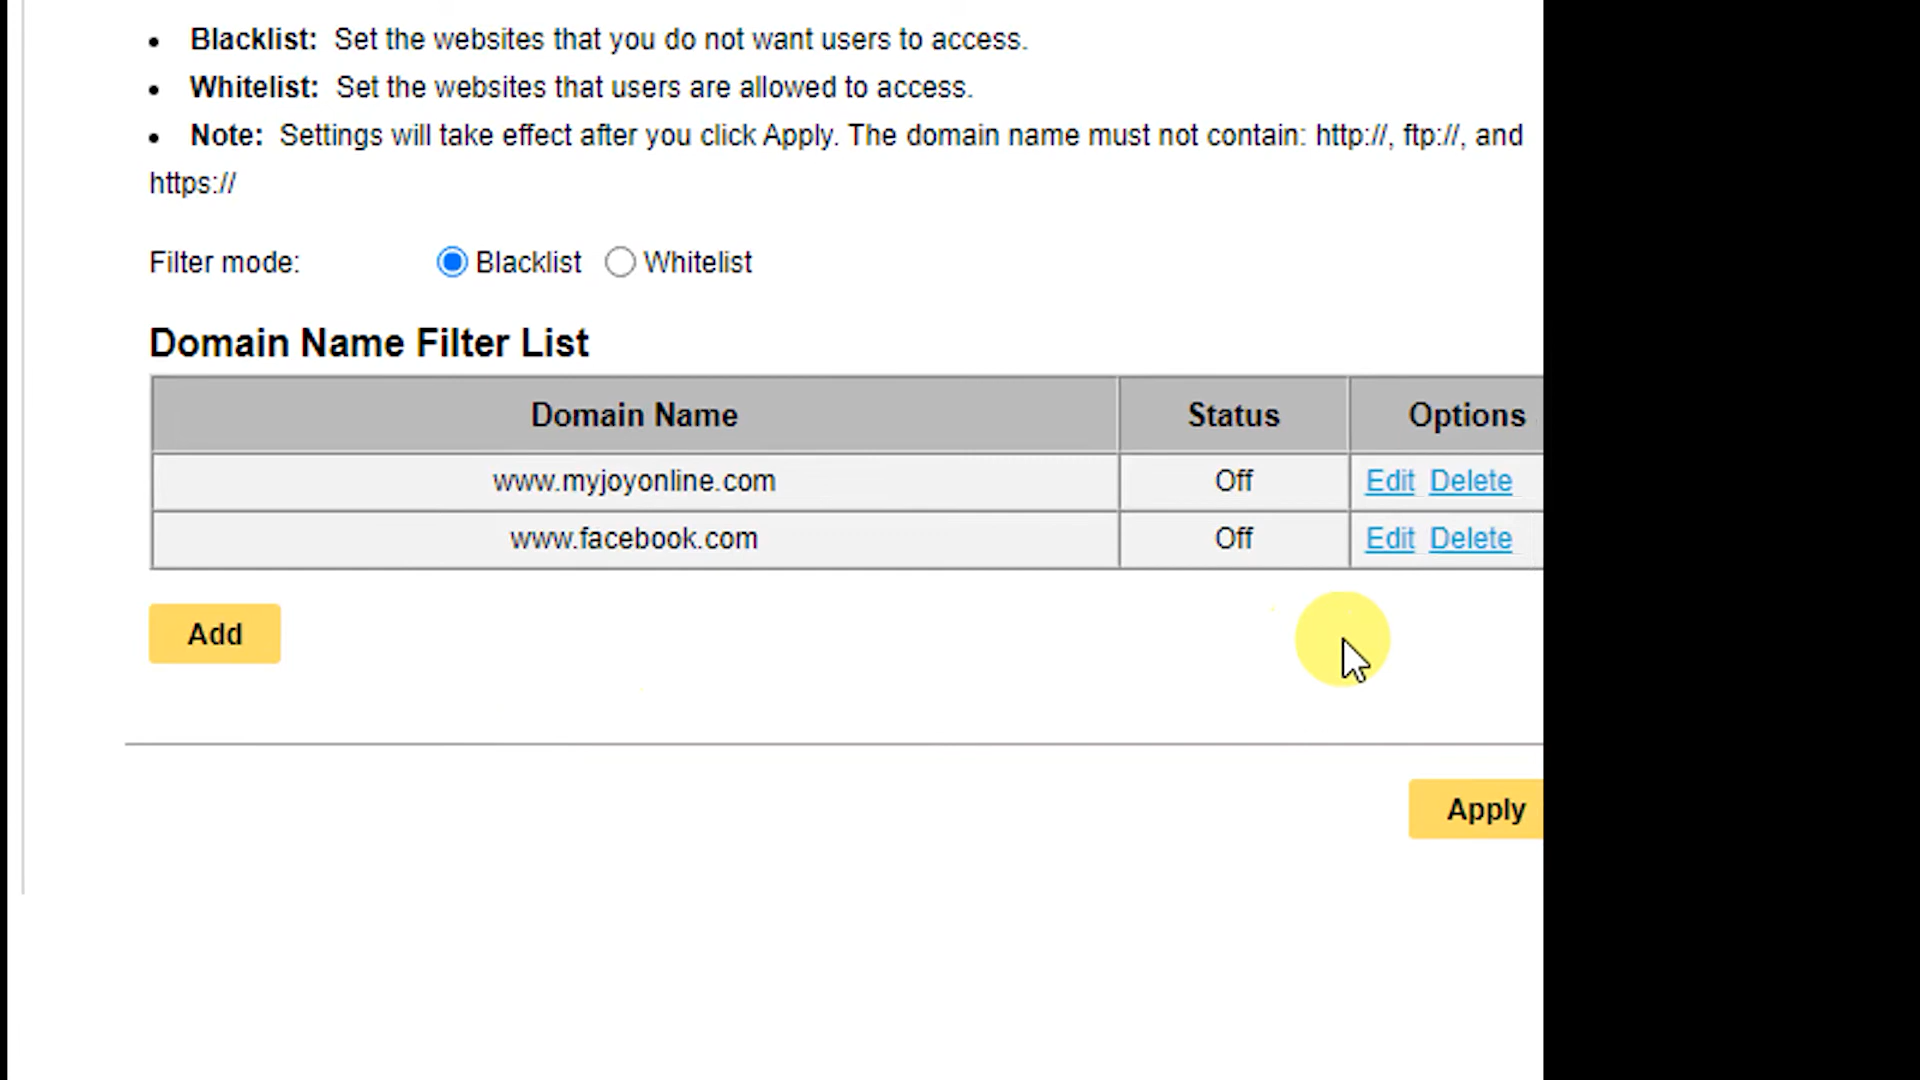 • Blacklist: Set the websites that you do not want users to access.
• Whitelist: Set the websites that users are allowed to access.
• Note: Settings will take effect after you click Apply. The domain name must not contain: http://, ftp://, and
https://
Filter mode: Blacklist Whitelist
Domain Name Filter List
Domain Name Status Options
www.myjoyonline.com Off Edit Delete
www.facebook.com Off Edit Delete
Add
Apply